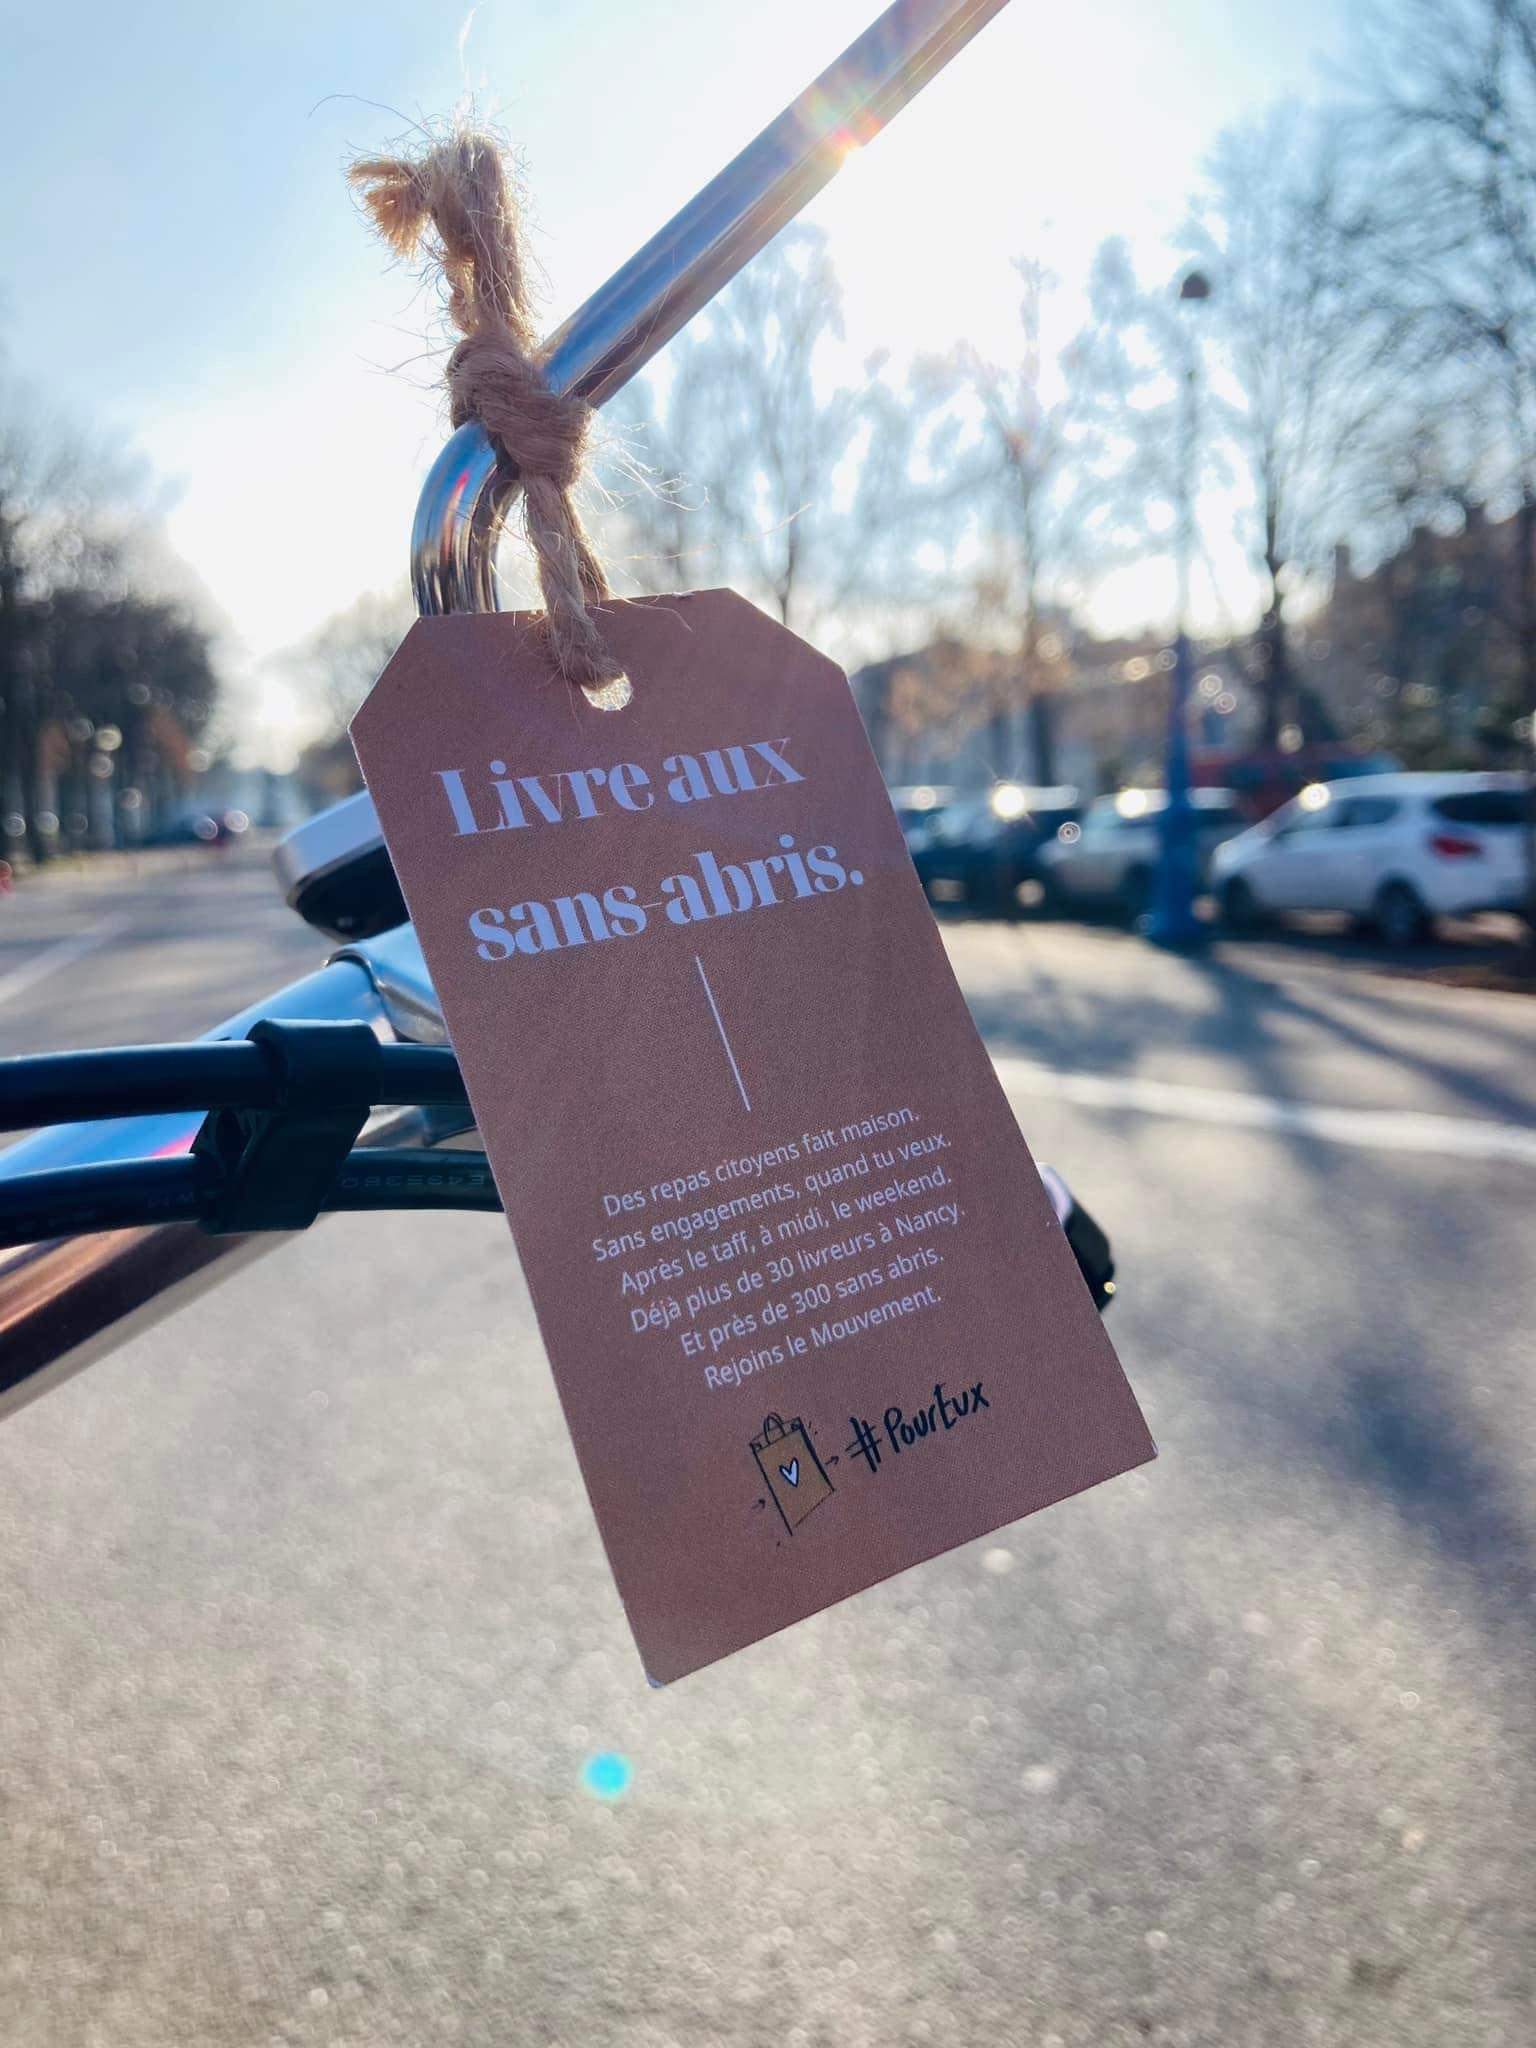 Livre aux
sans-abris.
Des repas citoyens fait maison.
Sans engagements, quand tu veux.
Après le taff, à midi, le weekend.
Déjà plus de 30 livreurs à Nancy.
Et près de 300 sans abris.
Rejoins le Mouvement.
#PourEux